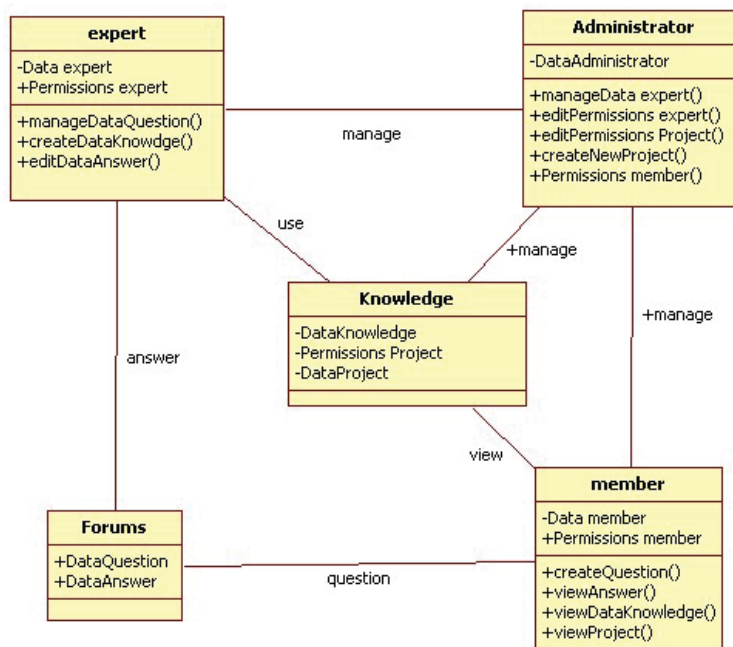 expert
-Data expert
+Permissions expert
+manageDataQuestion()
+createDataKnowdge()
+editDataAnswer()
Administrator
-DataAdministrator
+manageData expert()
+editPermissions expert()
+editPermissions Project()
+createNewProject()
+Permissions member()
manage
use
+manage
Knowledge
-DataKnowledge
-Permissions Project
-DataProject
+manage
answer
view
member
-Data member
+Permissions member
+createQuestion()
+viewAnswer()
+viewDataKnowledge()
+viewProject()
Forums
+DataQuestion
+DataAnswer
question